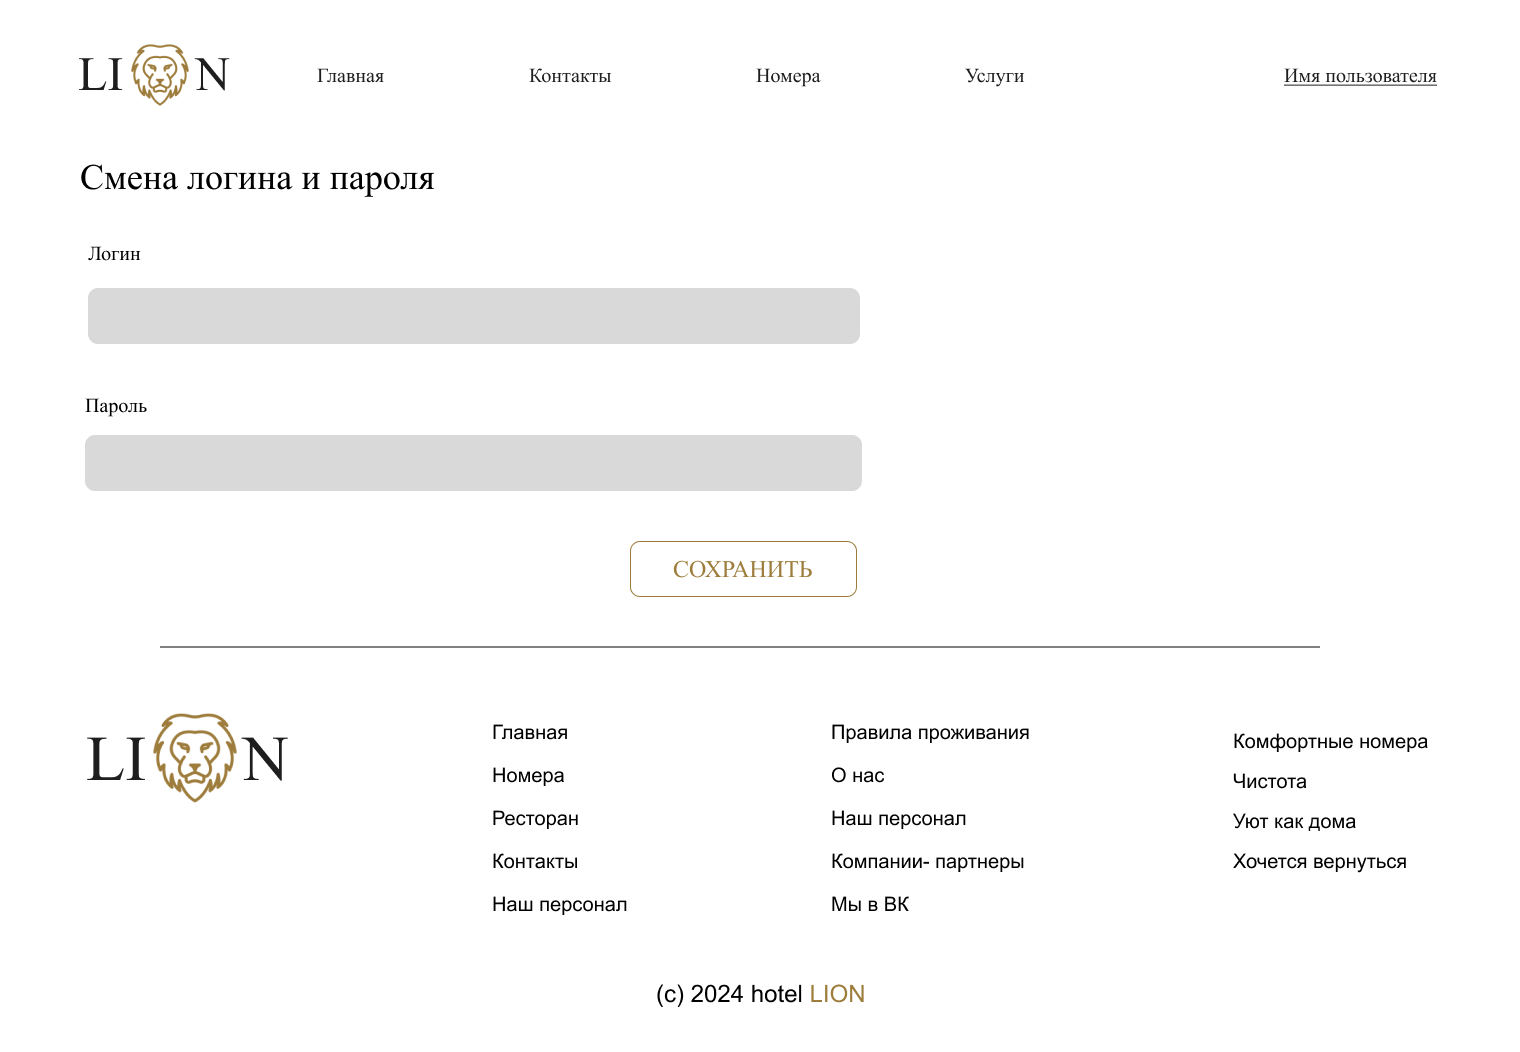 LION
Главная
Контакты
Номера
Услуги
Имя пользователя
Смена логина и пароля
Логин
Пароль
СОХРАНИТЬ
LION
Главная
Номера
Ресторан
Контакты
Наш персонал
Правила проживания
О нас
Наш персонал
Компании- партнеры
Мы в ВК
Комфортные номера
Чистота
Уют как дома
Хочется вернуться
(c) 2024 hotel LION